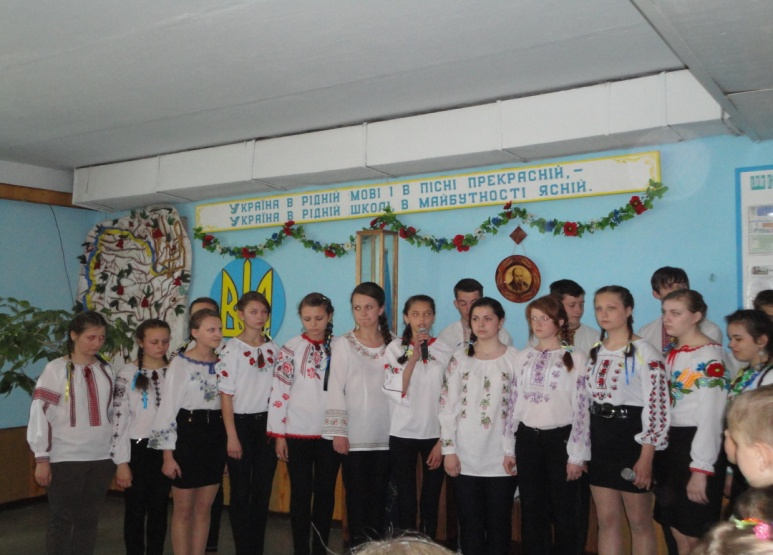 Україна в рідній мові і в пісні прекрасній,–
Україна в рідній школі в майбутності ясній.